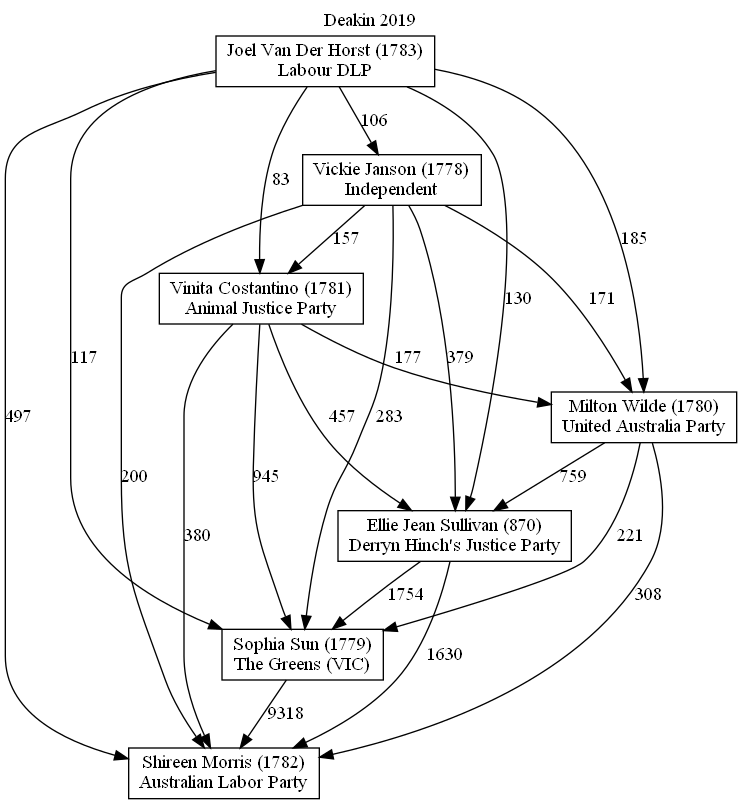 Deakin 2019
Joel Van Der Horst (1783)
Labour DLP
106
Vickie Janson (1778)
Independent
83
157
185
Vinita Costantino (1781)
Animal Justice Party
171
130
117
177
379
Milton Wilde (1780)
United Australia Party
497
457
283
200
945
759
Ellie Jean Sullivan (870)
Derryn Hinch's Justice Party
380
221
1754
308
Sophia Sun (1779)
The Greens (VIC)
1630
9318
Shireen Morris (1782)
Australian Labor Party